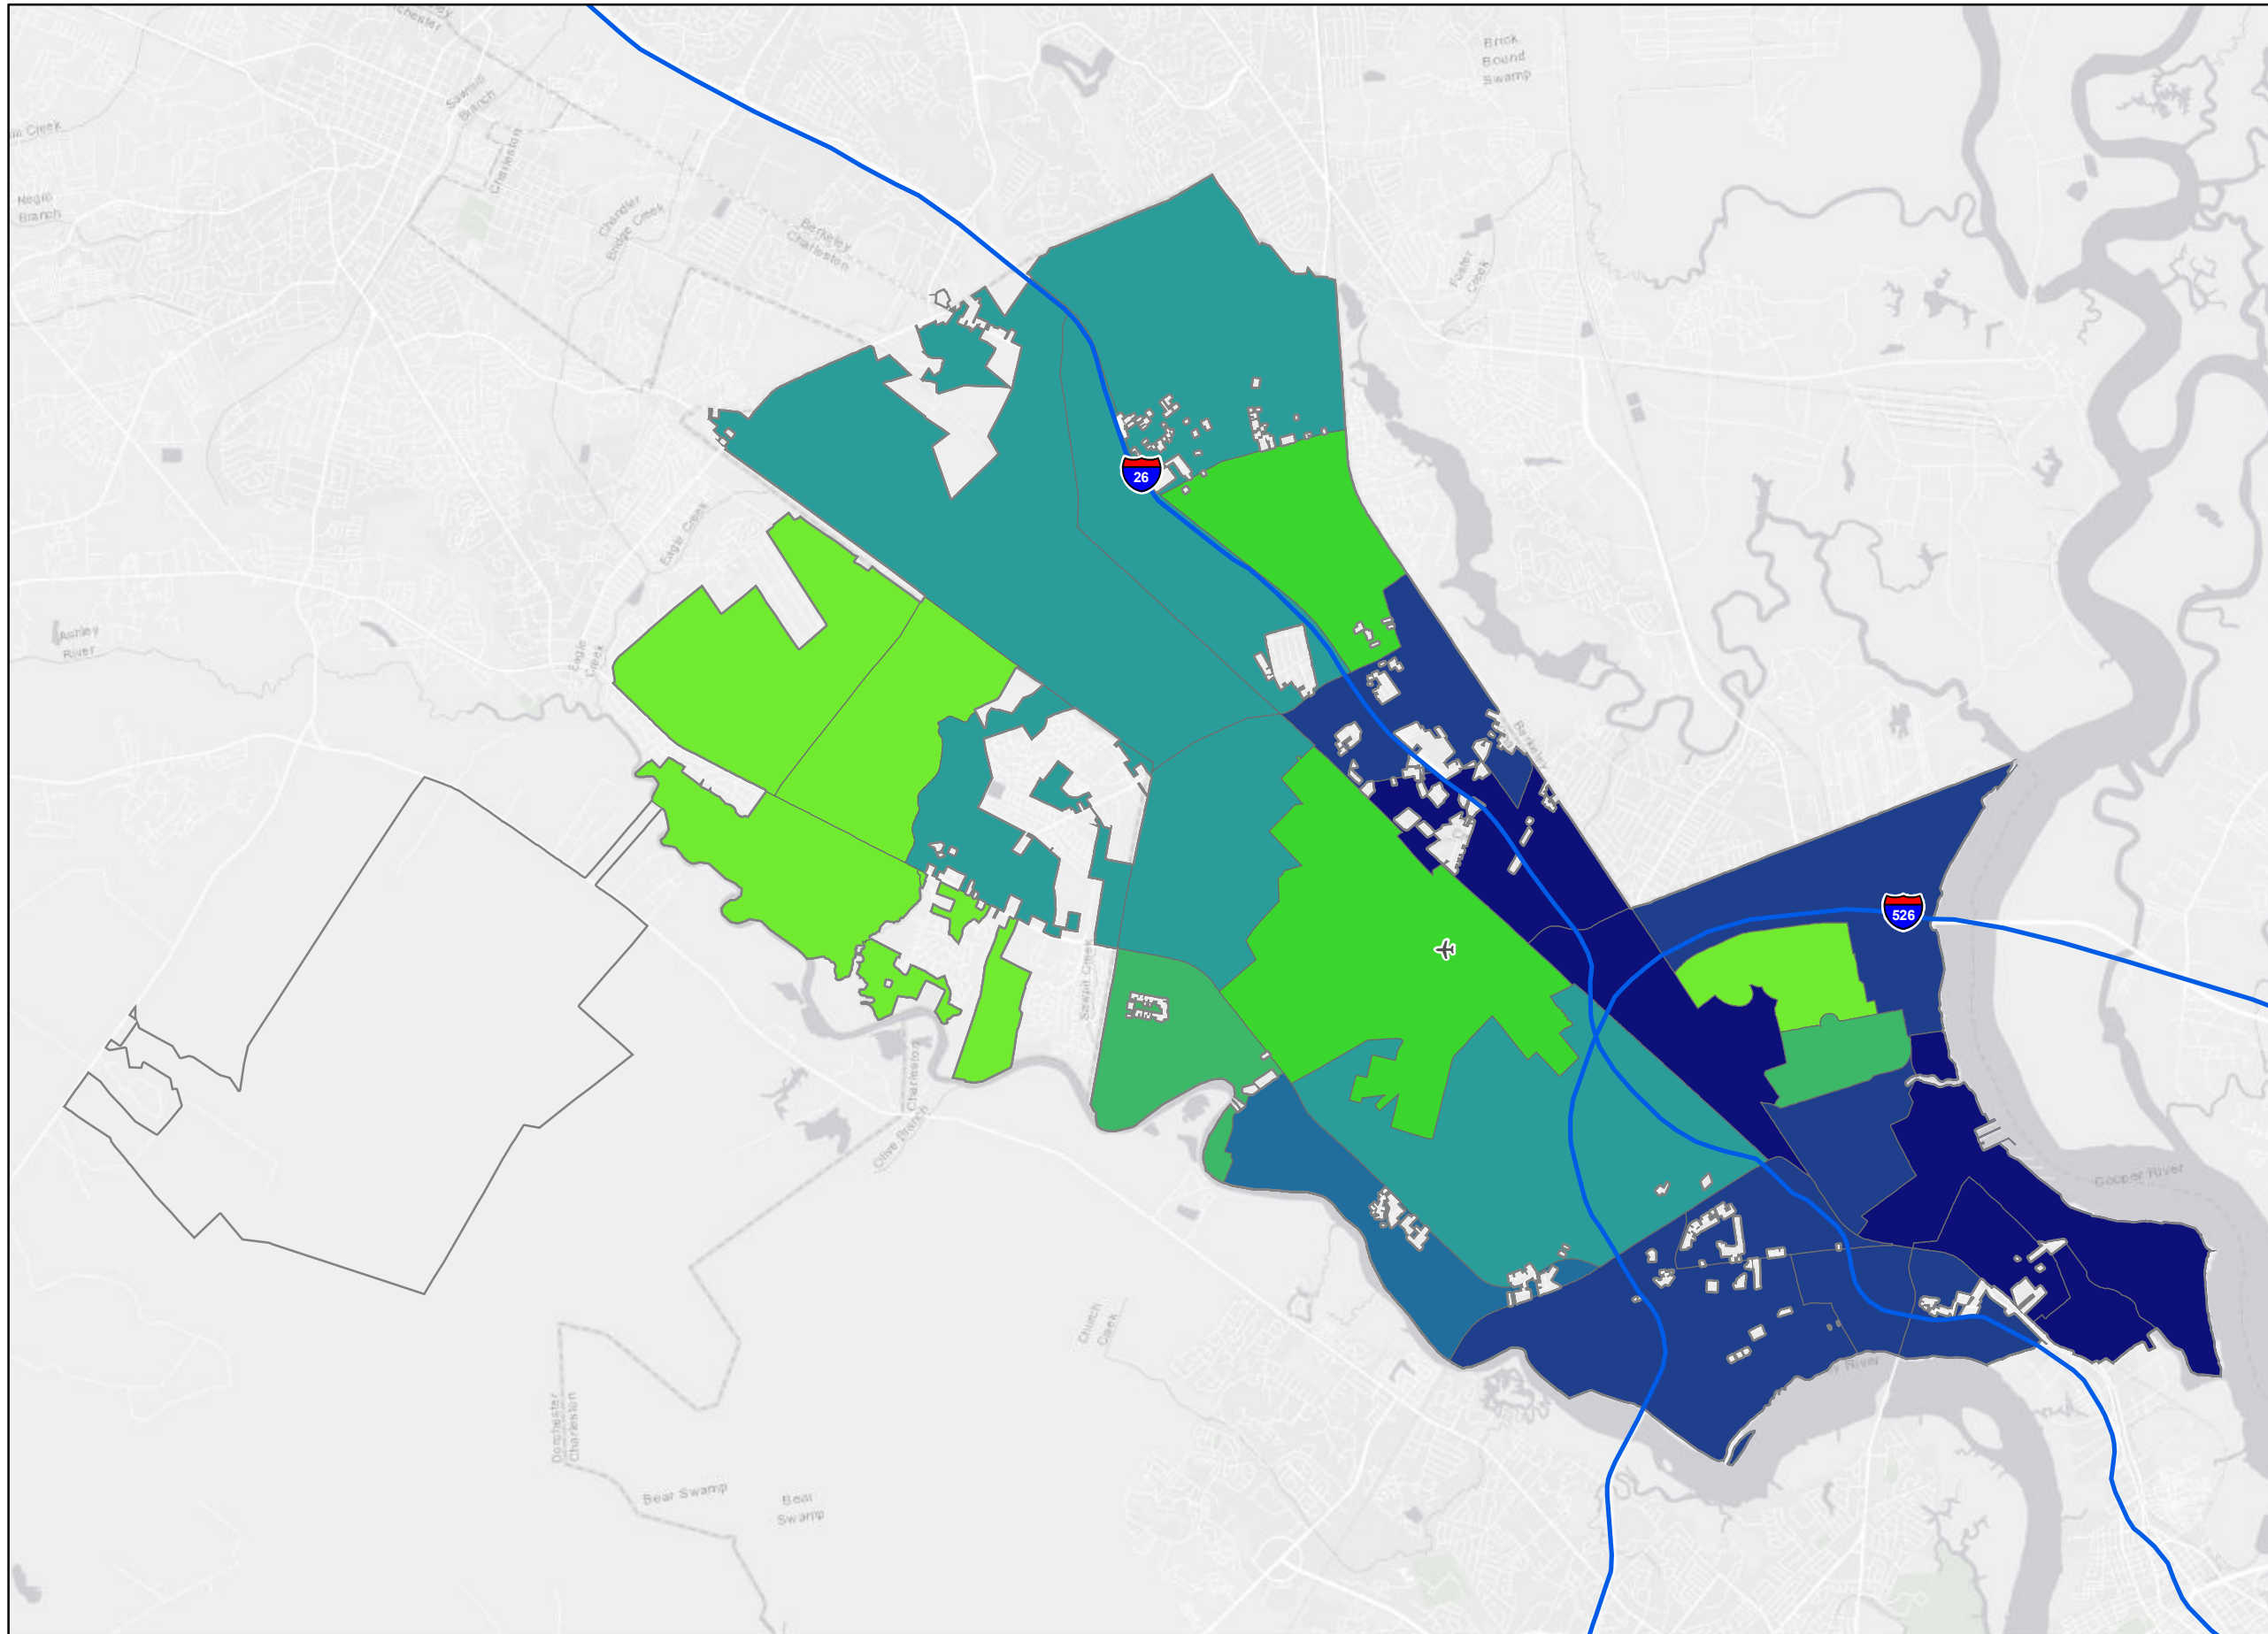 Brick
Bound
Swamp
Sawmill
Branch
Charleston
Negro
Branch
Chandler
Bridge Creek
Berkeley
Charleston
Foster
Creek
26
Eagle Creek
Ashley
River
Eagle
Creek
Berkeley
526
Sawpit Creek
Charleston
Olive Branch
Cooper River
Church
Creek
River
Dorchester
Charleston
Bear Swamp
Bear
Swamp